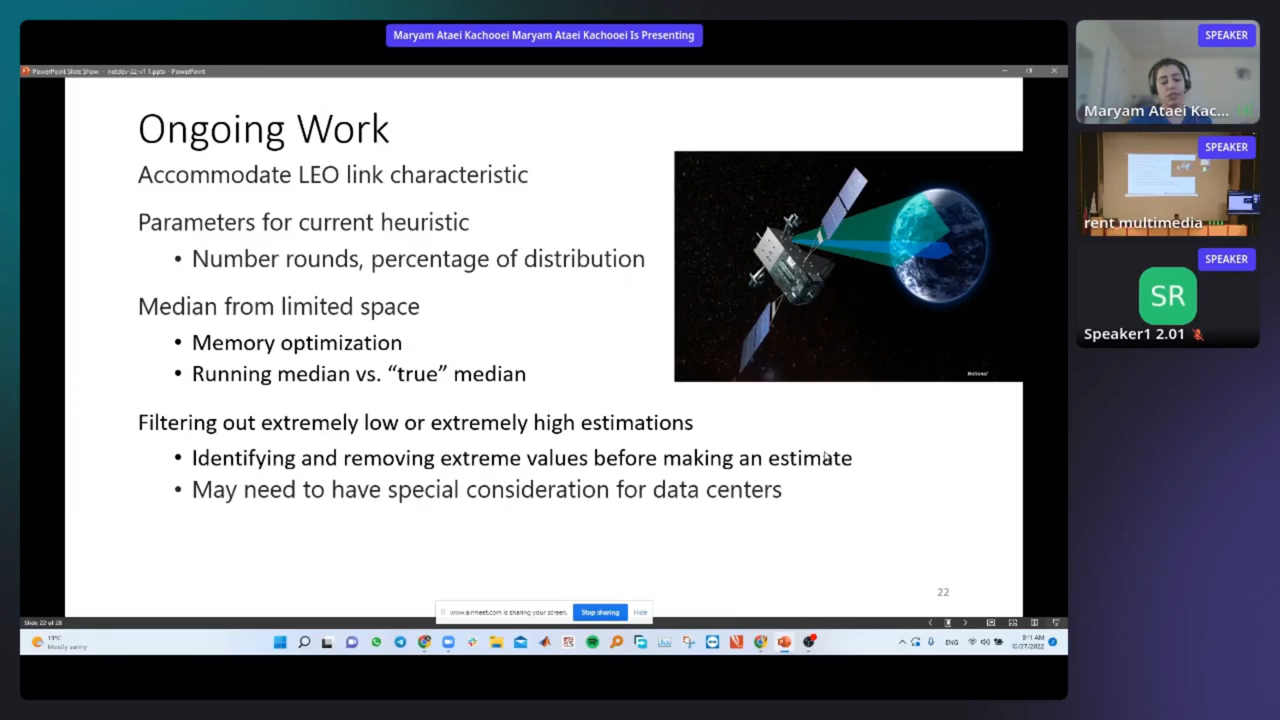 Maryam Ataei Kachooei Maryam Ataei Kachooei Is Presenting
SPEAKER
Maryam Ataei Kac...
SPEAKER
rent multimedia
SPEAKER
SR
Speaker1 2.01
PowerPoint Slide Show - netdev-22-v1 1.pptx - PowerPoint
Ongoing Work
Accommodate LEO link characteristic
Parameters for current heuristic
• Number rounds, percentage of distribution
Median from limited space
• Memory optimization
• Running median vs. “true” median
Filtering out extremely low or extremely high estimations
• Identifying and removing extreme values before making an estimate
• May need to have special consideration for data centers
22
www.airmeet.com is sharing your screen.
Stop sharing
Hide
Slide 22 of 28
13°C
Mostly sunny
ENG
9:11 AM
10/27/2022